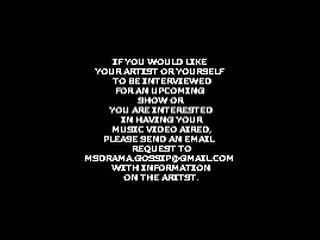 IF YOU WOULD LIKE
YOUR ARTIST OR YOURSELF
TO BE INTERVIEWED
FOR AN UPCOMING
SHOW OR
YOU ARE INTERESTED
IN HAVING YOUR
MUSIC VIDEO AIRED,
PLEASE SEND AN EMAIL
REQUEST TO
MSDRAMA.GOSSIP@GMAIL.COM
WITH INFORMATION
ON THE ARITST.